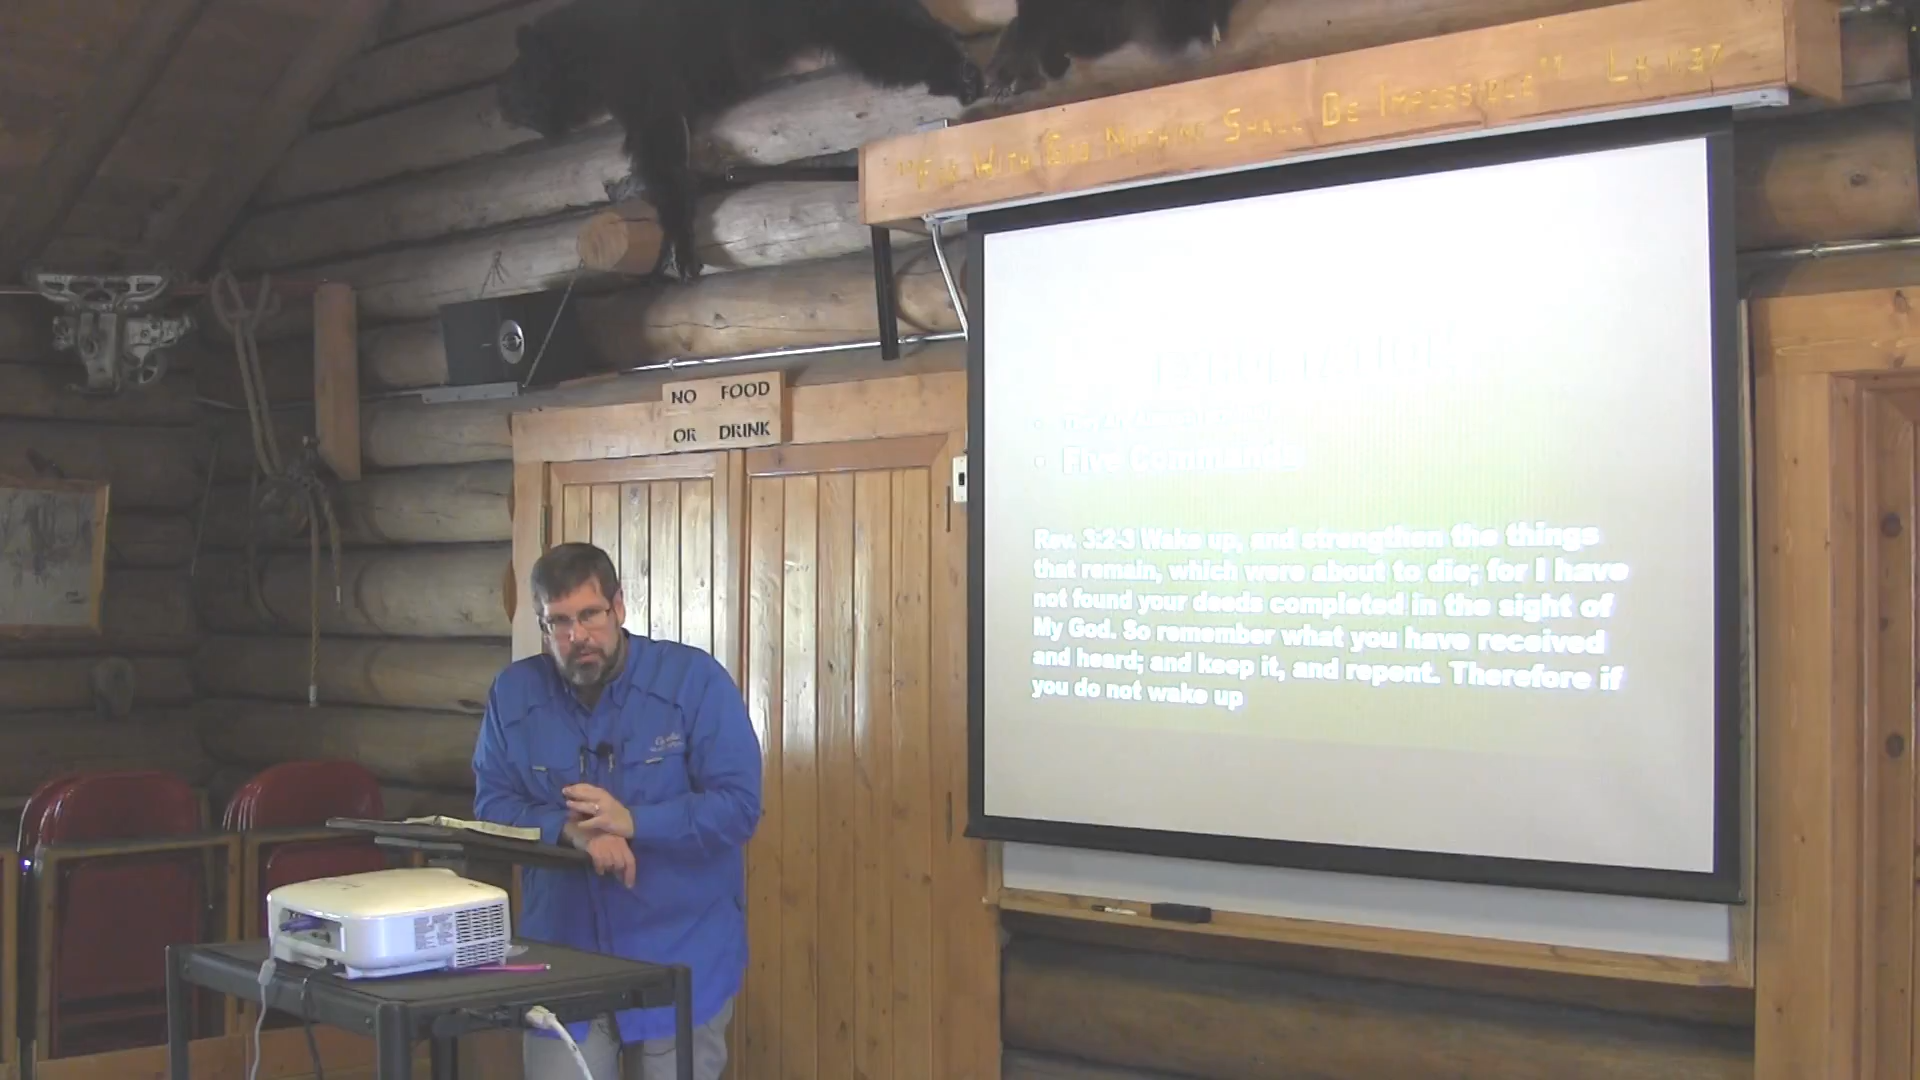 "For With God Nothing Shall Be Impossible" Lk 1:37
NO FOOD
OR DRINK
Five Commands
Rev. 3:2-3 Wake up, and strengthen the things
that remain, which were about to die; for I have
not found your deeds completed in the sight of
My God. So remember what you have received
and heard; and keep it, and repent. Therefore if
you do not wake up